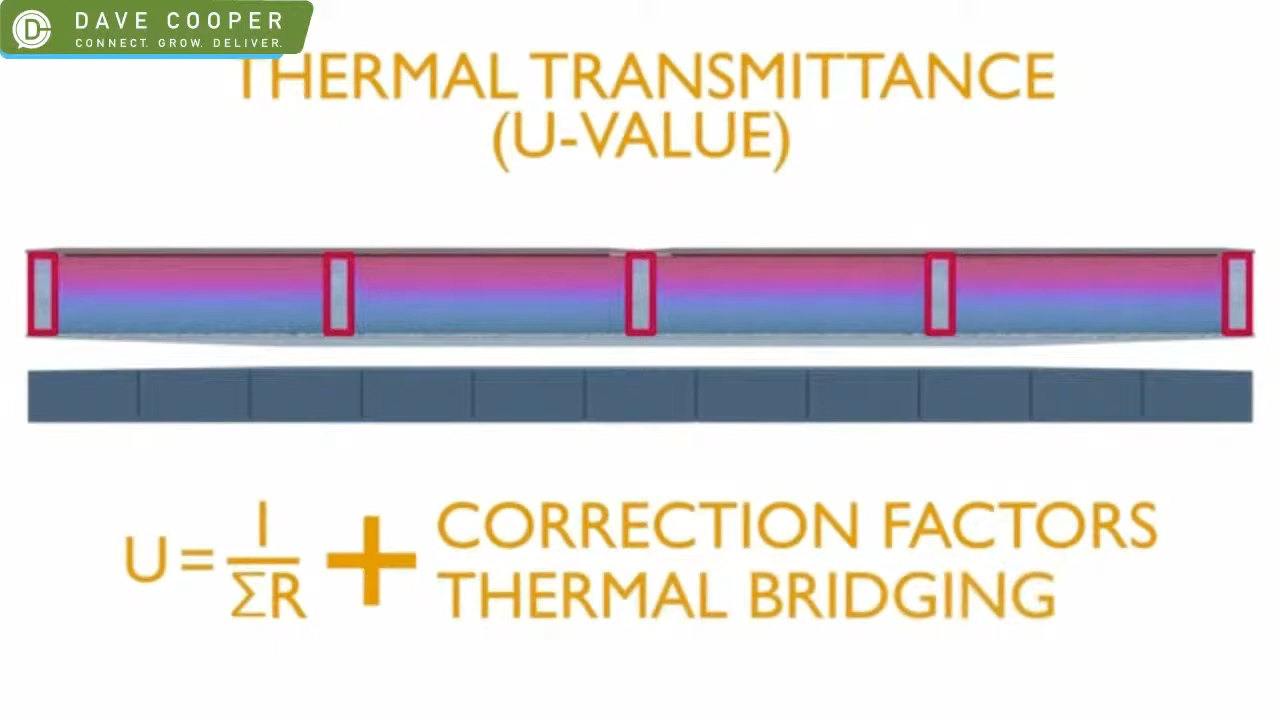 DAVE COOPER
CONNECT. GROW. DELIVER.
THERMAL TRANSMITTANCE
(U-VALUE)
U = 1/ΣR + CORRECTION FACTORS
THERMAL BRIDGING